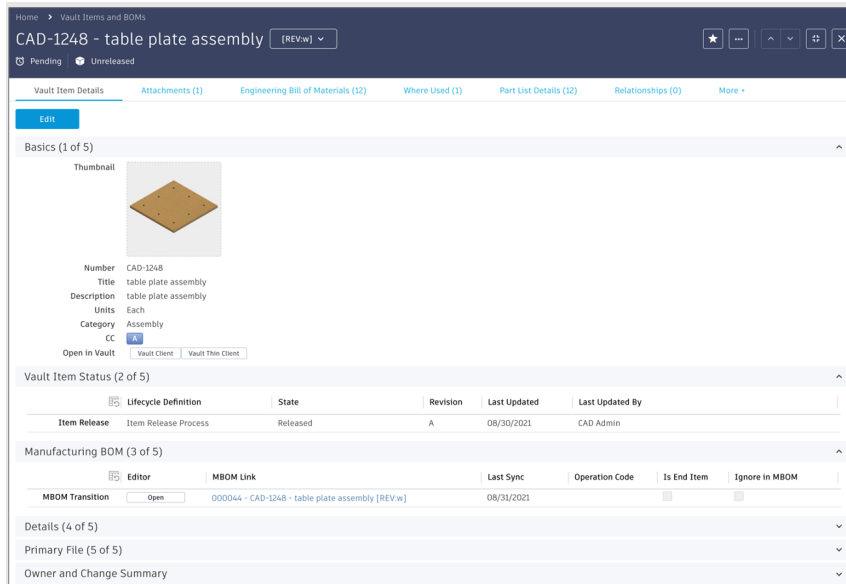 Home > Vault Items and BOMs
CAD-1248 - table plate assembly [REV:w]
Pending Unreleased
Vault Item Details Attachments (1) Engineering Bill of Materials (12) Where Used (1) Part List Details (12) Relationships (0) More
Edit
Basics (1 of 5)
Thumbnail
Number CAD-1248
Title table plate assembly
Description table plate assembly
Units Each
Category Assembly
CC A
Open in Vault Vault Client Vault Thin Client
Vault Item Status (2 of 5)
Lifecycle Definition State Revision Last Updated Last Updated By
Item Release Item Release Process Released A 08/30/2021 CAD Admin
Manufacturing BOM (3 of 5)
Editor MBOM Link Last Sync Operation Code Is End Item Ignore in MBOM
MBOM Transition Open 000044 - CAD-1248 - table plate assembly [REV:w] 08/31/2021
Details (4 of 5)
Primary File (5 of 5)
Owner and Change Summary